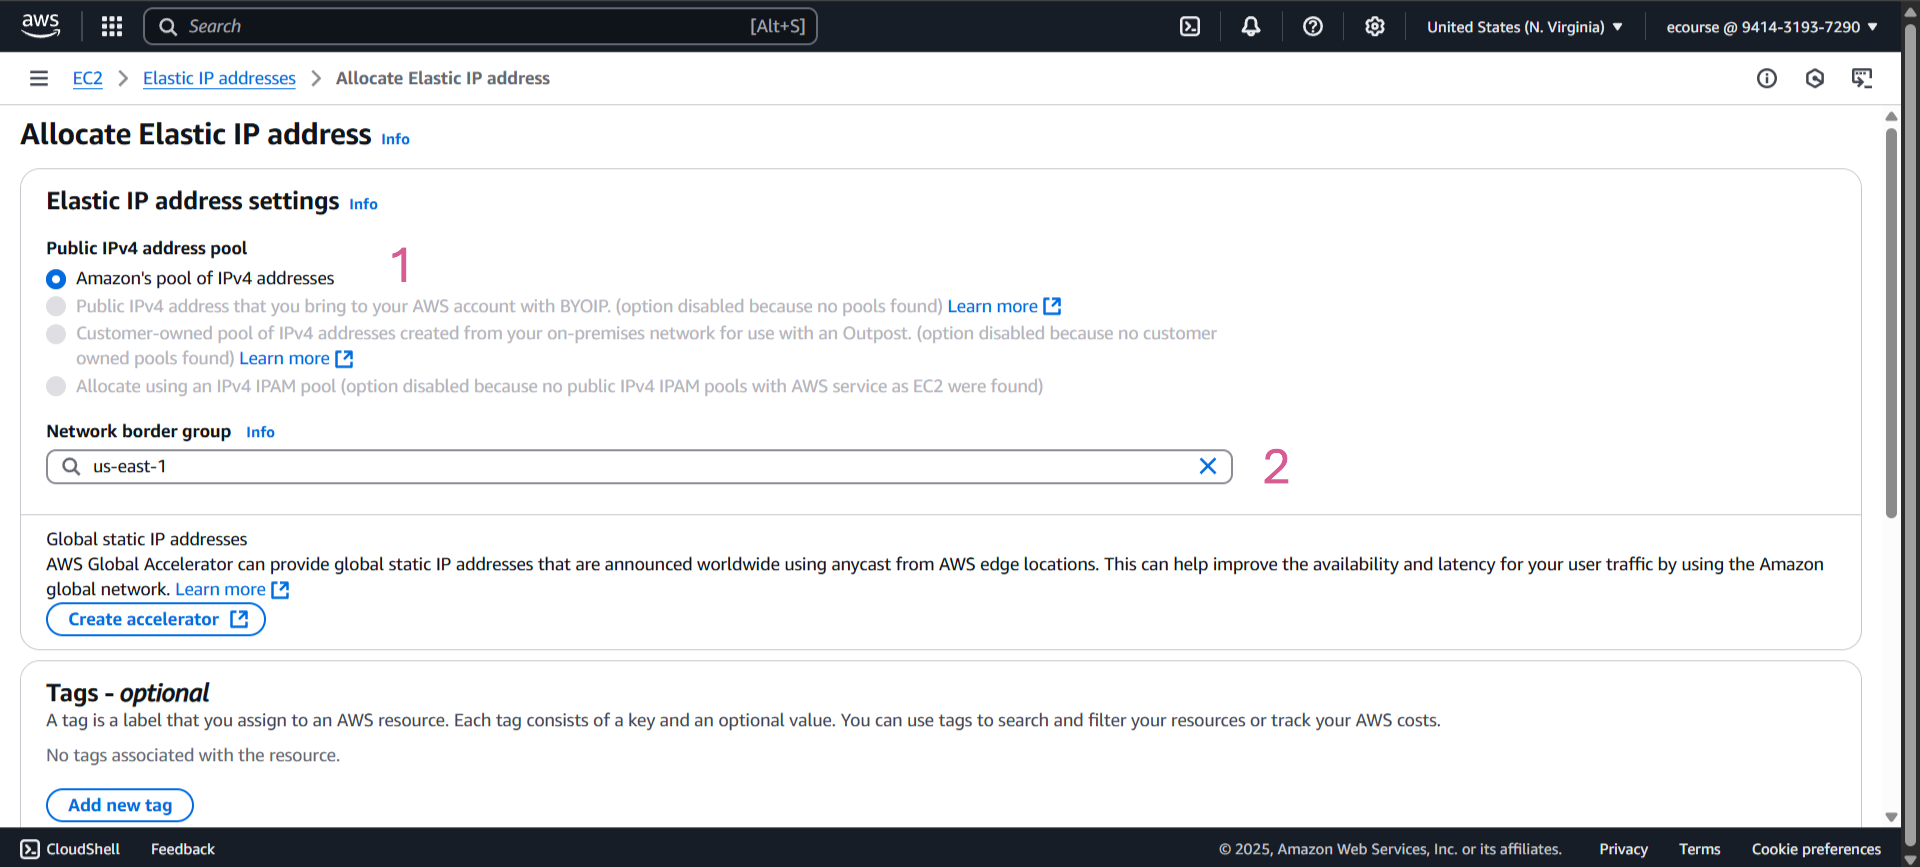 aws
Search [Alt+S] United States (N. Virginia) ecourse @ 9414-3193-7290
EC2 Elastic IP addresses Allocate Elastic IP address
Allocate Elastic IP address Info
Elastic IP address settings Info
Public IPv4 address pool
1
Amazon's pool of IPv4 addresses
Public IPv4 address that you bring to your AWS account with BYOIP. (option disabled because no pools found) Learn more
Customer-owned pool of IPv4 addresses created from your on-premises network for use with an Outpost. (option disabled because no customer
owned pools found) Learn more
Allocate using an IPv4 IPAM pool (option disabled because no public IPv4 IPAM pools with AWS service as EC2 were found)
Network border group Info
us-east-1 2
Global static IP addresses
AWS Global Accelerator can provide global static IP addresses that are announced worldwide using anycast from AWS edge locations. This can help improve the availability and latency for your user traffic by using the Amazon
global network. Learn more
Create accelerator
Tags - optional
A tag is a label that you assign to an AWS resource. Each tag consists of a key and an optional value. You can use tags to search and filter your resources or track your AWS costs.
No tags associated with the resource.
Add new tag
CloudShell Feedback © 2025, Amazon Web Services, Inc. or its affiliates. Privacy Terms Cookie preferences